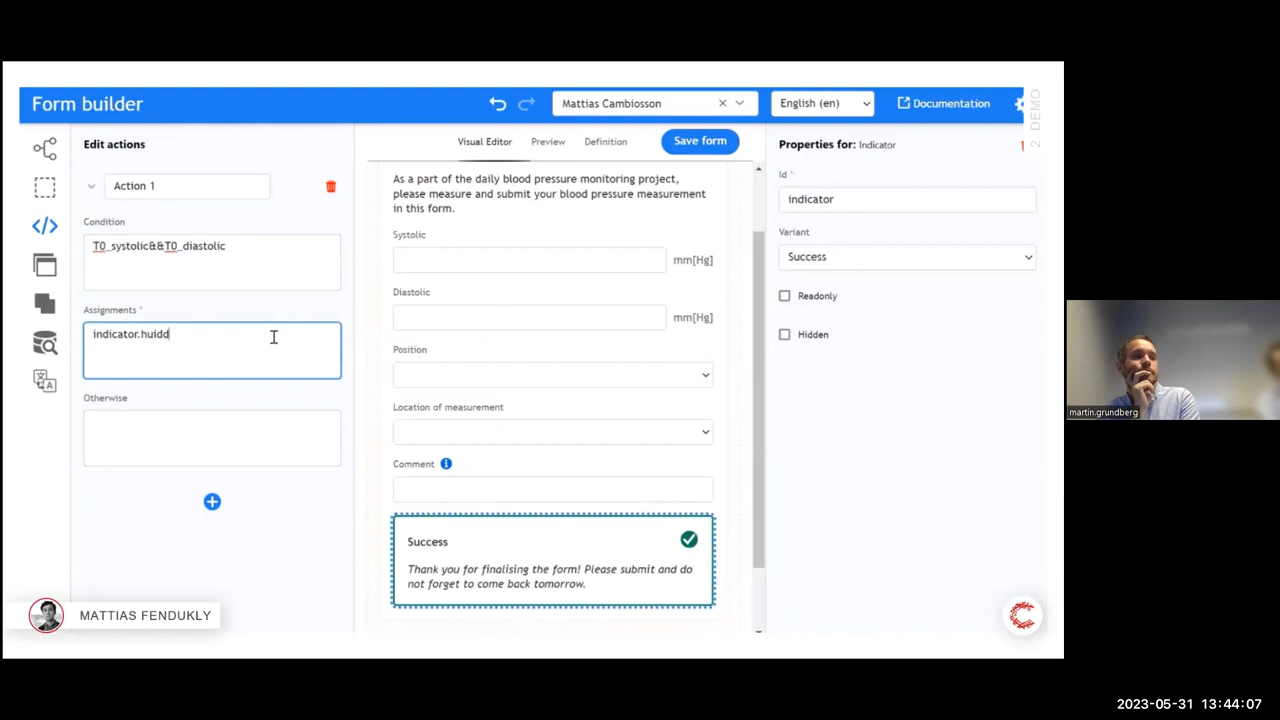 Form builder
Mattias Cambiosson
English (en)
Documentation
2. DEMO
Edit actions
Action 1
Condition
T0_systolic&&T0_diastolic
Assignments *
indicator.huidd
Otherwise
Visual Editor
Preview
Definition
Save form
As a part of the daily blood pressure monitoring project,
please measure and submit your blood pressure measurement
in this form.
Systolic
mm[Hg]
Diastolic
mm[Hg]
Position
Location of measurement
Comment
Success
Thank you for finalising the form! Please submit and do
not forget to come back tomorrow.
Properties for: Indicator
Id *
indicator
Variant
Success
Readonly
Hidden
MATTIAS FENDUKLY
martin.grundberg
2023-05-31 13:44:07